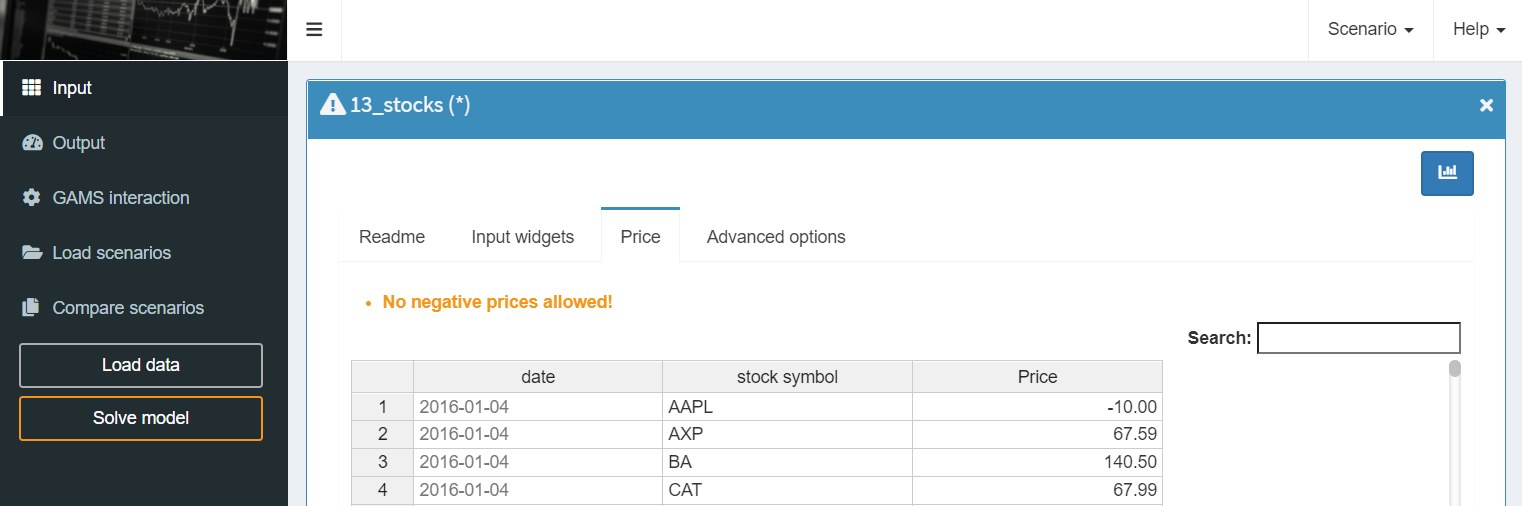 Scenario
Help
Input
Output
GAMS interaction
Load scenarios
Compare scenarios
Load data
Solve model
13_stocks (*)
Readme Input widgets Price Advanced options
No negative prices allowed!
Search:
date stock symbol Price
1 2016-01-04 AAPL -10.00
2 2016-01-04 AXP 67.59
3 2016-01-04 BA 140.50
4 2016-01-04 CAT 67.99